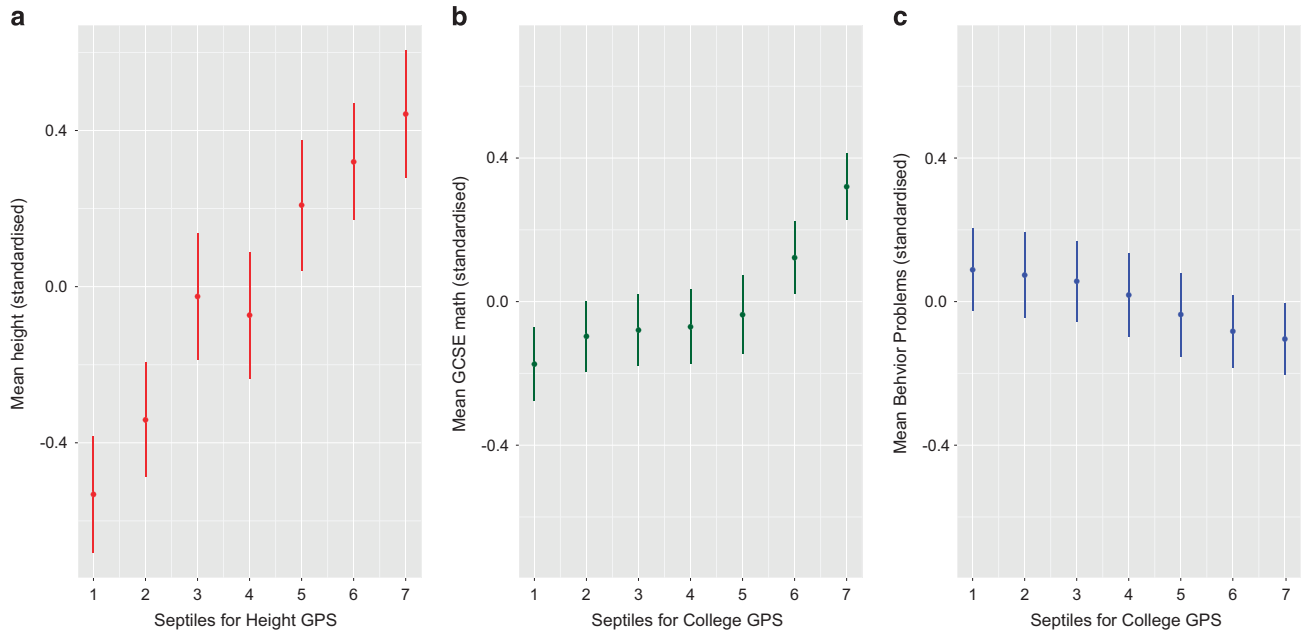 a
Mean height (standardised)
0.4
0.0
-0.4
1 2 3 4 5 6 7
Septiles for Height GPS
b
Mean GCSE math (standardised)
0.4
0.0
-0.4
1 2 3 4 5 6 7
Septiles for College GPS
c
Mean Behvior Problems (standardised)
0.4
0.0
-0.4
1 2 3 4 5 6 7
Septiles for College GPS